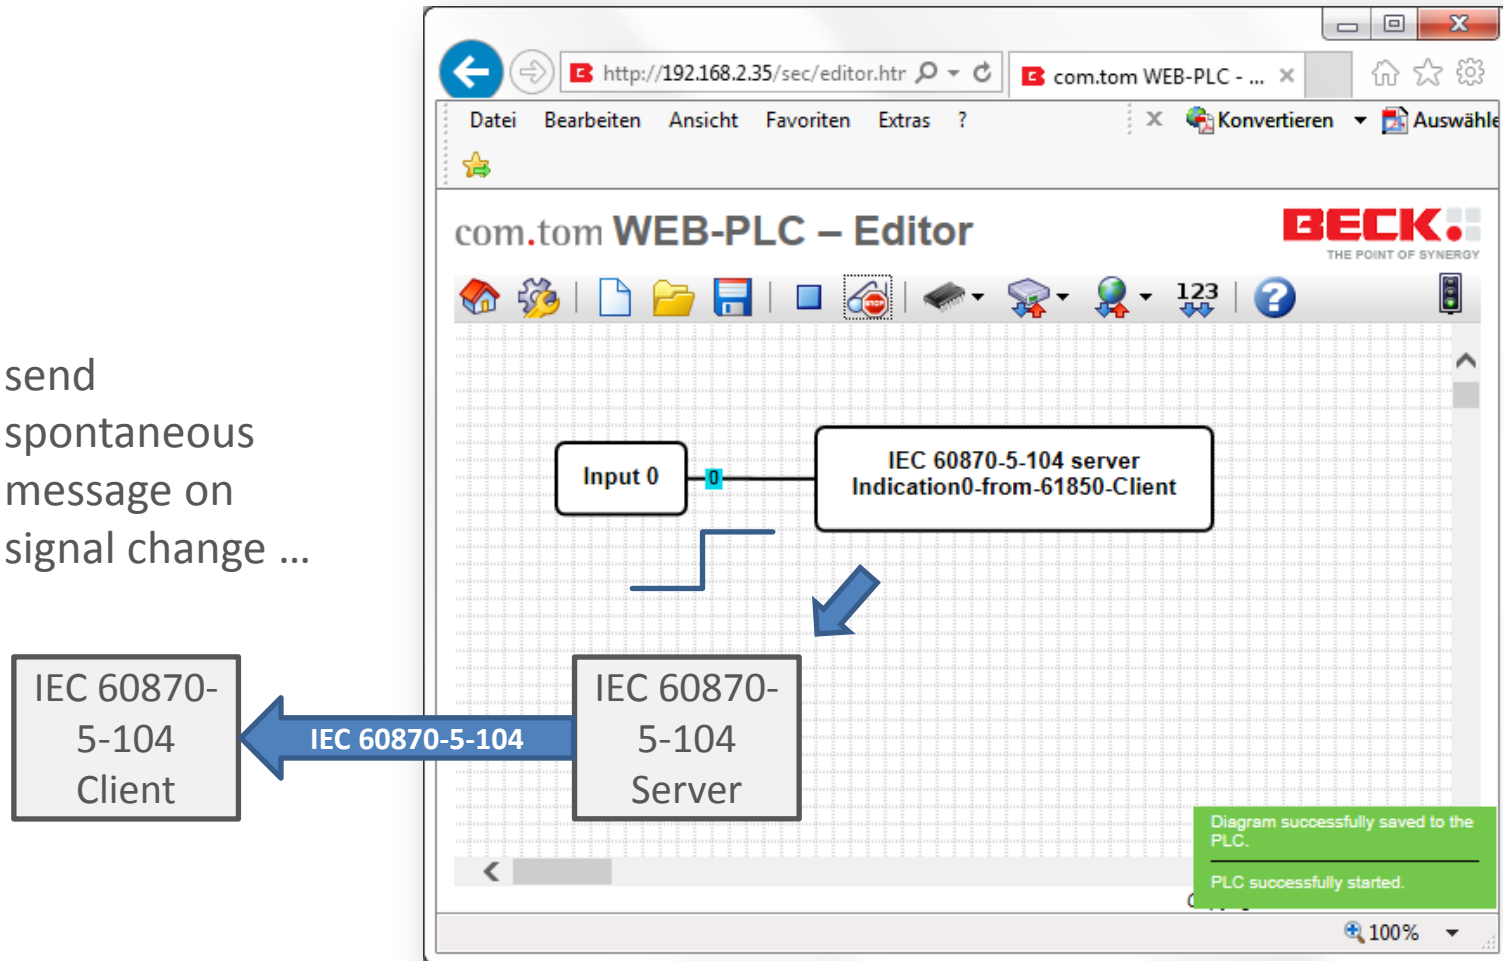 http://192.168.2.35/sec/editor.htr
com.tom WEB-PLC - ...
Datei Bearbeiten Ansicht Favoriten Extras ?
Konvertieren
Auswähle
com.tom WEB-PLC – Editor
BECK
THE POINT OF SYNERGY
123
send
spontaneous
message on
signal change ...
Input 0
0
IEC 60870-5-104 server
Indication0-from-61850-Client
IEC 60870-
5-104
Client
IEC 60870-5-104
IEC 60870-
5-104
Server
Diagram successfully saved to the
PLC.
PLC successfully started.
100%